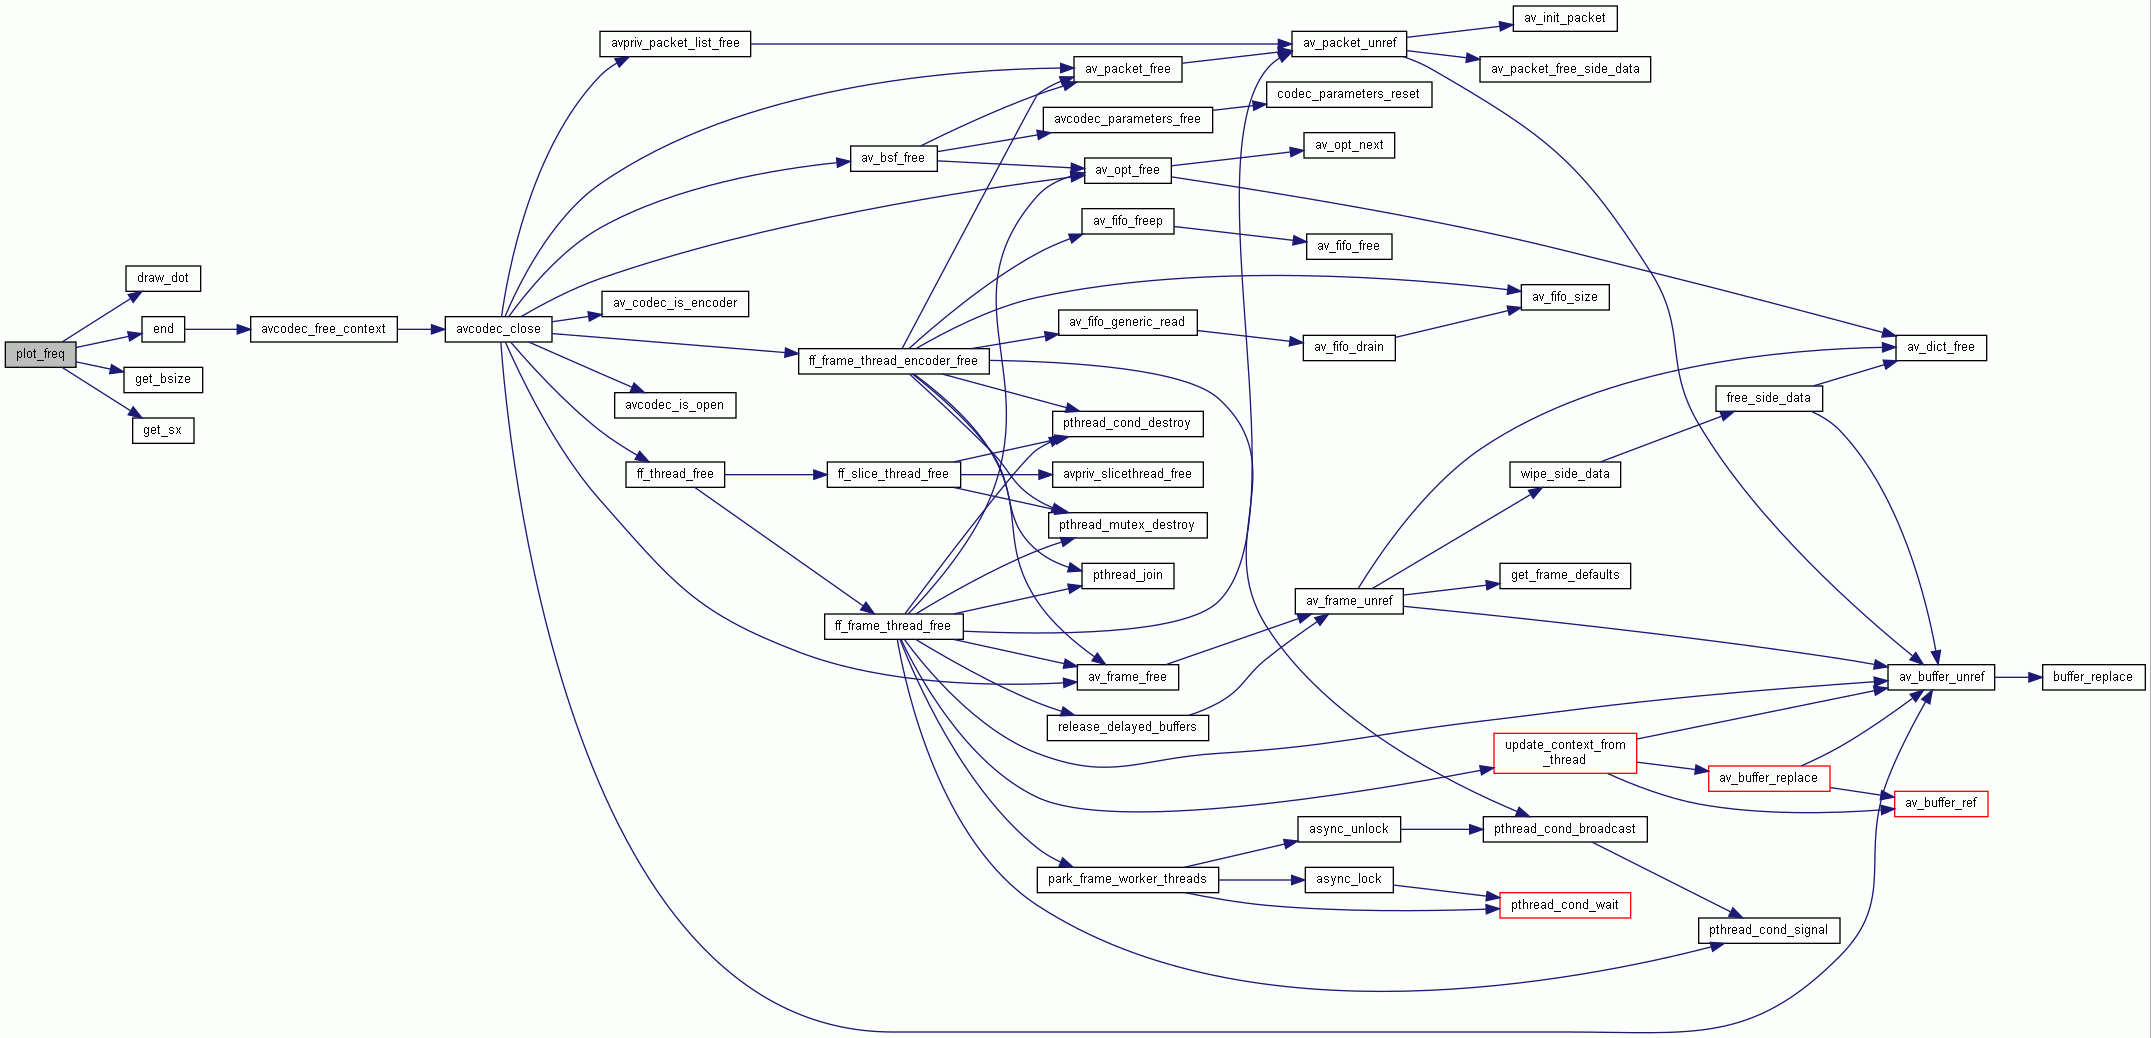 plot_freq
draw_dot
end
get_bsize
get_sx
avcodec_free_context
avcodec_close
avpriv_packet_list_free
av_codec_is_encoder
avcodec_is_open
ff_thread_free
av_bsf_free
ff_frame_thread_encoder_free
ff_slice_thread_free
ff_frame_thread_free
av_packet_free
avcodec_parameters_free
av_opt_free
av_fifo_freep
av_fifo_generic_read
pthread_cond_destroy
avpriv_slicethread_free
pthread_mutex_destroy
pthread_join
av_frame_free
release_delayed_buffers
park_frame_worker_threads
av_packet_unref
codec_parameters_reset
av_opt_next
av_fifo_free
av_fifo_drain
av_frame_unref
async_unlock
async_lock
av_init_packet
av_packet_free_side_data
av_fifo_size
wipe_side_data
get_frame_defaults
update_context_from
_thread
pthread_cond_broadcast
pthread_cond_wait
free_side_data
av_buffer_replace
pthread_cond_signal
av_dict_free
av_buffer_unref
av_buffer_ref
buffer_replace